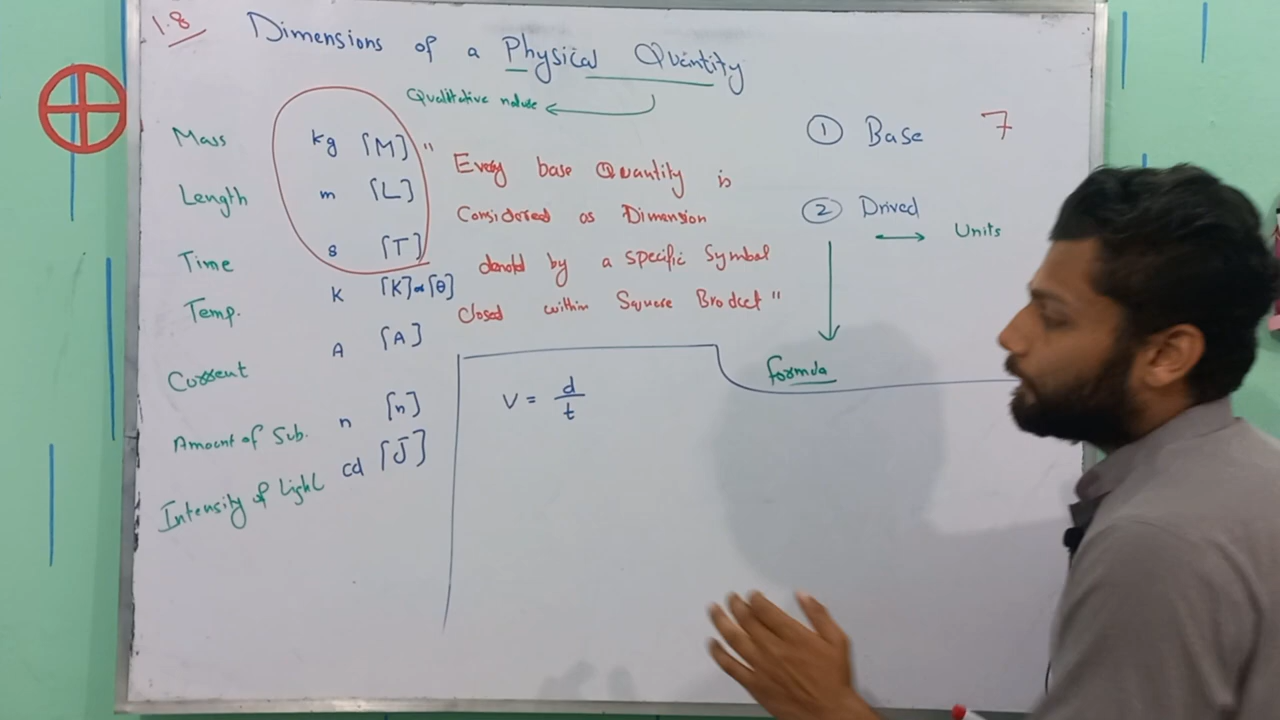 1.8 Dimensions of a Physical Quantity
Qualitative nature
Mass kg [M]
Length m [L]
Time s [T]
Temp. K [K] or [θ]
Current A [A]
Amount of Sub. n [n]
Intensity of light cd [J]
" Every base Quantity is
Considered as Dimension
denoted by a specific Symbol
closed within Square Bracket "
① Base 7
② Drived
Units
formula
V = d/t